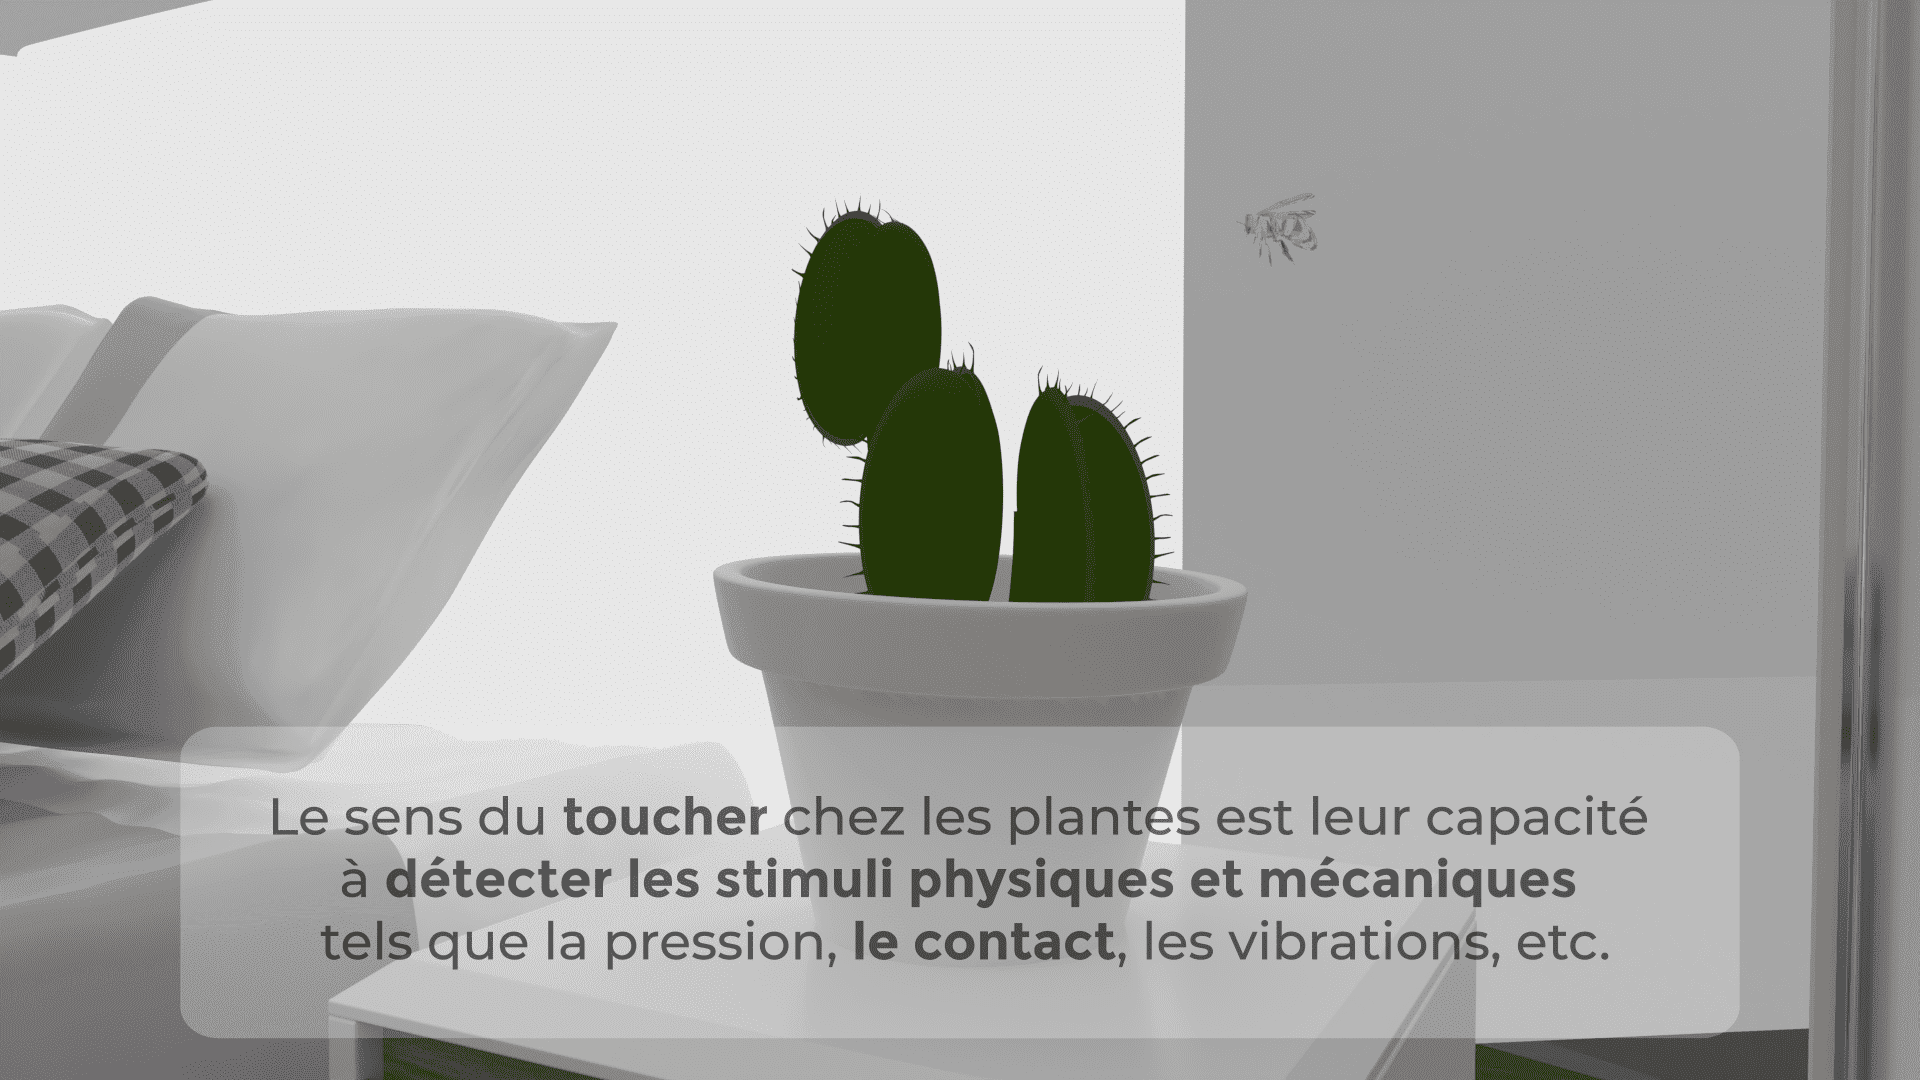 Le sens du toucher chez les plantes est leur capacité
à détecter les stimuli physiques et mécaniques
tels que la pression, le contact, les vibrations, etc.